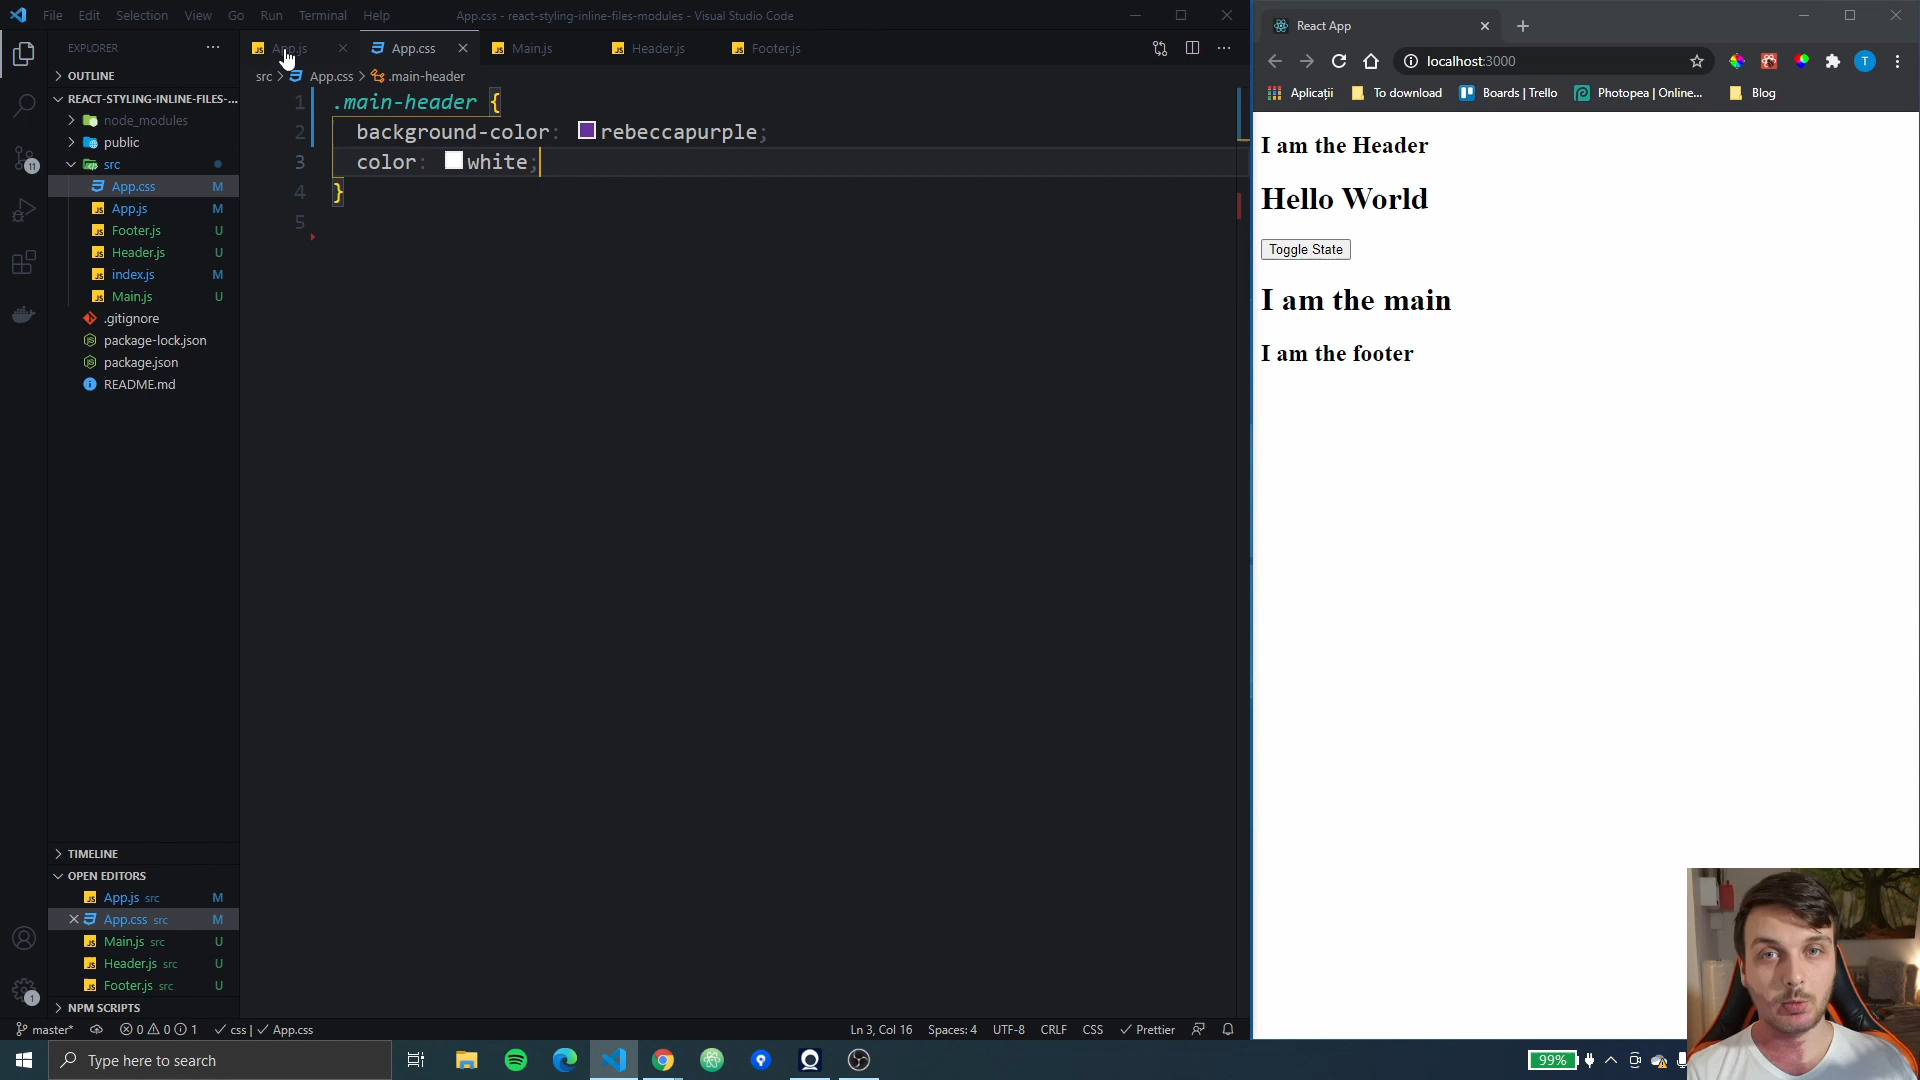 File Edit Selection View Go Run Terminal Help
App.css - react-styling-inline-files-modules - Visual Studio Code
EXPLORER
App.js
App.css
Main.js
Header.js
Footer.js
src > App.css > .main-header
OUTLINE
REACT-STYLING-INLINE-FILES-...
node_modules
public
src
App.css M
App.js M
Footer.js U
Header.js U
index.js M
Main.js U
.gitignore
package-lock.json
package.json
README.md
11
1 .main-header {
2 background-color: rebeccapurple;
3 color: white;
4 }
5
TIMELINE
OPEN EDITORS
App.js src M
App.css src M
Main.js src U
Header.js src U
Footer.js src U
NPM SCRIPTS
1
master* 0 0 1 css | App.css
Ln 3, Col 16 Spaces: 4 UTF-8 CRLF CSS Prettier
React App
localhost:3000
T
Aplicații To download Boards | Trello Photopea | Online... Blog
I am the Header
Hello World
Toggle State
I am the main
I am the footer
Type here to search
99%